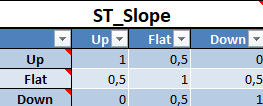 ST_Slope
Up Flat Down
Up 1 0,5 0
Flat 0,5 1 0,5
Down 0 0,5 1